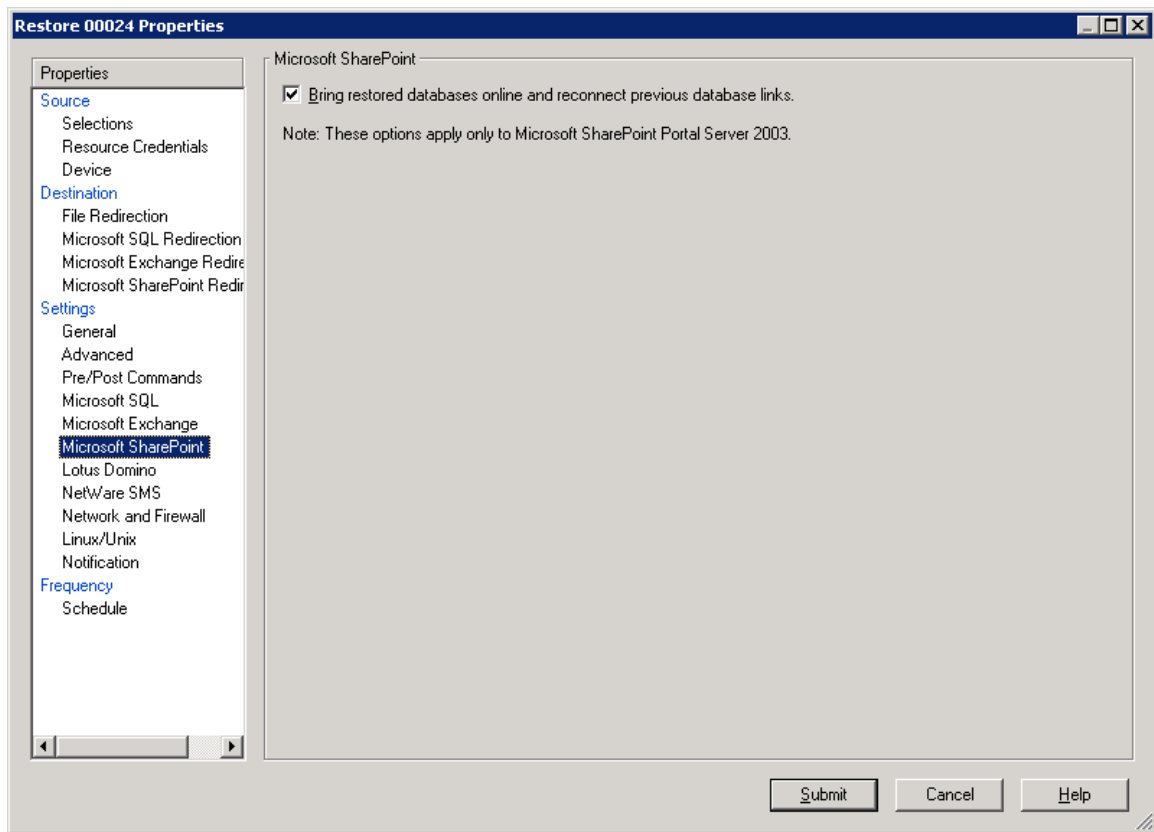 Restore 00024 Properties
Properties
Source
Selections
Resource Credentials
Device
Destination
File Redirection
Microsoft SQL Redirection
Microsoft Exchange Redire
Microsoft SharePoint Redir
Settings
General
Advanced
Pre/Post Commands
Microsoft SQL
Microsoft Exchange
Microsoft SharePoint
Lotus Domino
NetWare SMS
Network and Firewall
Linux/Unix
Notification
Frequency
Schedule
Microsoft SharePoint
Bring restored databases online and reconnect previous database links.
Note: These options apply only to Microsoft SharePoint Portal Server 2003.
Submit
Cancel
Help